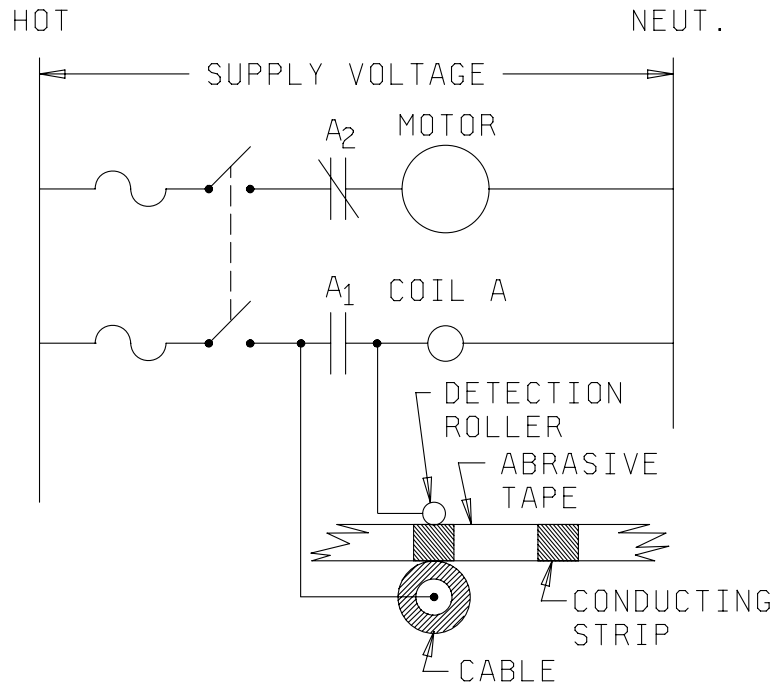 HOT
NEUT.
SUPPLY VOLTAGE
A2
MOTOR
A1
COIL A
DETECTION
ROLLER
ABRASIVE
TAPE
CONDUCTING
STRIP
CABLE